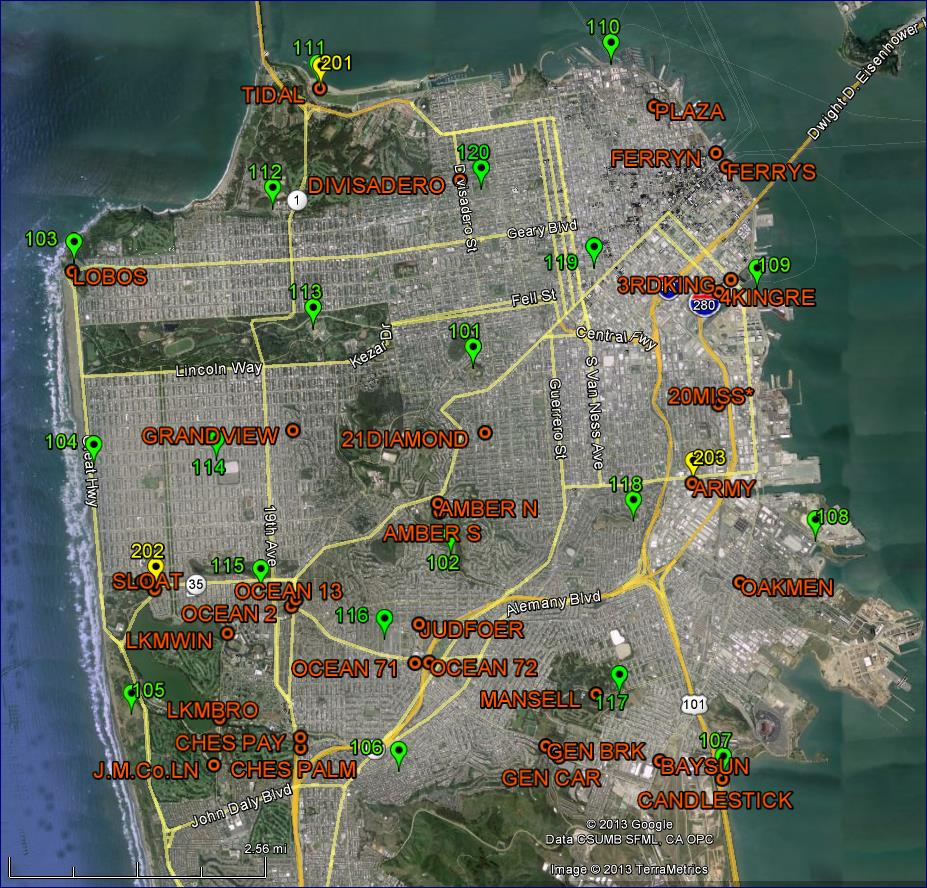 110
Dwight D. Eisenhower
111
201
TIDAL
PLAZA
120
FERRYN
FERRYS
112
DIVISADERO
1
Divisadero St
103
Geary Blvd
119
LOBOS
109
3RDKING
4KINGRE
113
Fell St
280
JD
101
Central Fwy
Kezar
Lincoln Way
S Van Ness Ave
Guerrero St
20MISS*
GRANDVIEW
21DIAMOND
104
114
203
Great Hwy
118
ARMY
AMBER N
19th Ave
108
AMBER S
202
102
115
SLOAT
35
OCEAN 13
OAKMEN
OCEAN 2
116
Alemany Blvd
JUDFOER
LKMWIN
OCEAN 71
OCEAN 72
105
MANSELL
117
101
LKMBRO
CHES PAY
106
107
GEN BRK
J.M.Co.LN
CHES PALM
BAYSUN
GEN CAR
CANDLESTICK
John Daly Blvd
© 2013 Google
Data CSUMB SFML, CA OPC
2.56 mi
Image © 2013 TerraMetrics